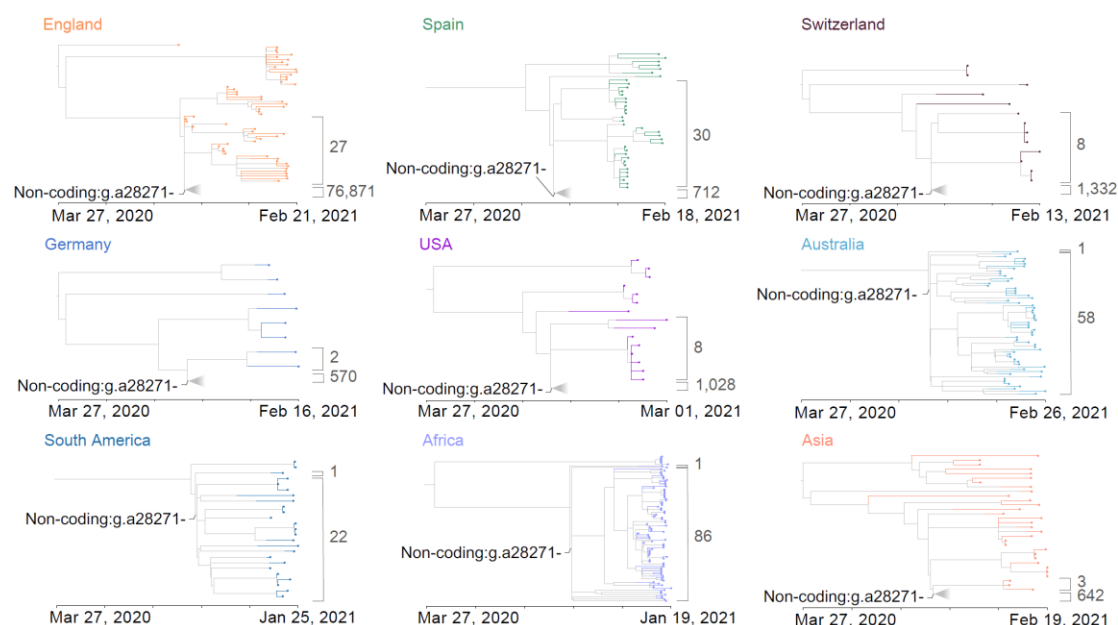 England
27
Non-coding:g.a28271-
76,871
Mar 27, 2020 Feb 21, 2021
Spain
30
Non-coding:g.a28271-
712
Mar 27, 2020 Feb 18, 2021
Switzerland
8
Non-coding:g.a28271-
1,332
Mar 27, 2020 Feb 13, 2021
Germany
2
Non-coding:g.a28271-
570
Mar 27, 2020 Feb 16, 2021
USA
8
Non-coding:g.a28271-
1,028
Mar 27, 2020 Mar 01, 2021
Australia
1
Non-coding:g.a28271-
58
Mar 27, 2020 Feb 26, 2021
South America
1
Non-coding:g.a28271-
22
Mar 27, 2020 Jan 25, 2021
Africa
1
86
Non-coding:g.a28271-
Mar 27, 2020 Jan 19, 2021
Asia
3
Non-coding:g.a28271-
642
Mar 27, 2020 Feb 19, 2021